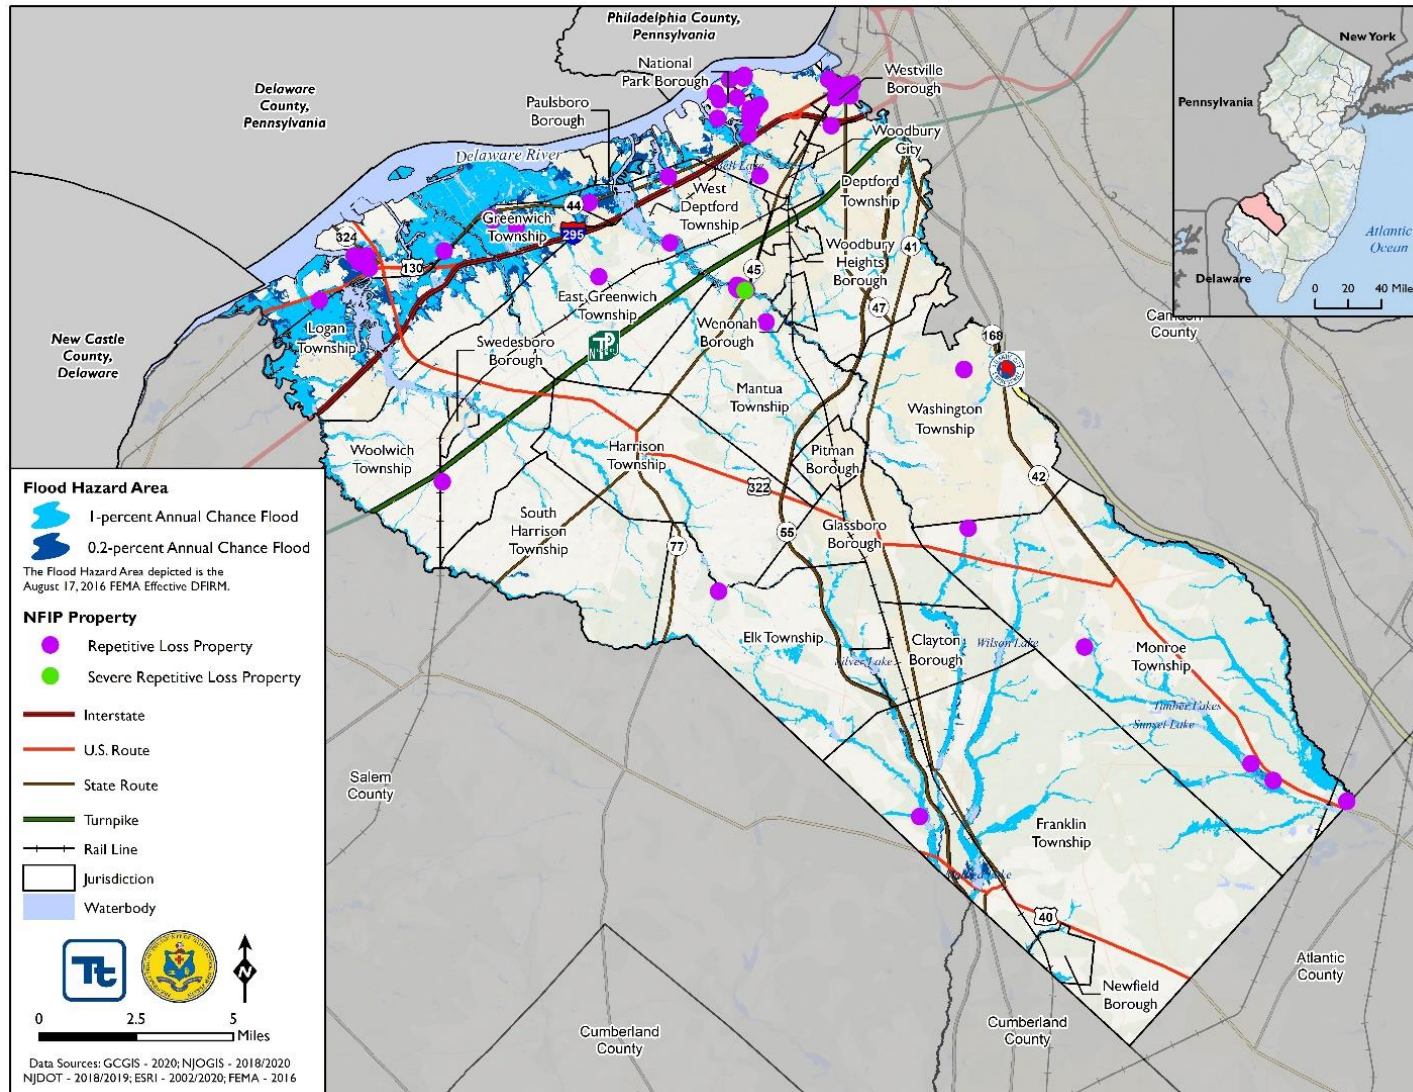 Philadelphia County,
Pennsylvania
National
Park Borough
Westville
Borough
Delaware
County,
Pennsylvania
Paulsboro
Borough
Woodbury
City
Delaware River
West
Deptford
Township
Deptford
Township
44
Greenwich
Township
295
324
130
41
Woodbury
Heights
Borough
45
East Greenwich
Township
47
New Castle
County,
Delaware
Logan
Township
Swedesboro
Borough
Wenonah
Borough
168
Camden
County
Mantua
Township
Washington
Township
Woolwich
Township
Harrison
Township
Pitman
Borough
322
42
South
Harrison
Township
Glassboro
Borough
55
77
Elk Township
Clayton
Borough
Wilson Lake
Silver Lake
Monroe
Township
Timber Lakes
Sunset Lake
Salem
County
Franklin
Township
40
Newfield
Borough
Atlantic
County
Cumberland
County
Cumberland
County
New York
Pennsylvania
Atlantic
Ocean
Delaware
0 20 40 Miles
Flood Hazard Area
1-percent Annual Chance Flood
0.2-percent Annual Chance Flood
The Flood Hazard Area depicted is the
August 17, 2016 FEMA Effective DFIRM.
NFIP Property
Repetitive Loss Property
Severe Repetitive Loss Property
Interstate
U.S. Route
State Route
Turnpike
Rail Line
Jurisdiction
Waterbody
Tt
N
0 2.5 5
Miles
Data Sources: GCGIS - 2020; NJOGIS - 2018/2020
NJDOT - 2018/2019; ESRI - 2002/2020; FEMA - 2016